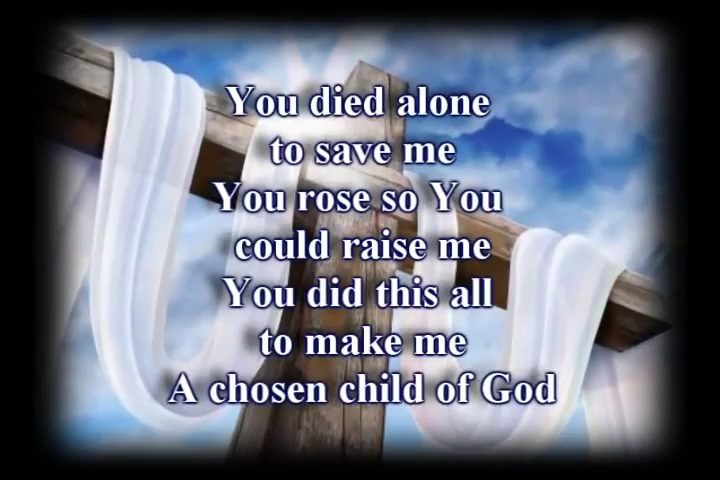 You died alone
to save me
You rose so You
could raise me
You did this all
to make me
A chosen child of God